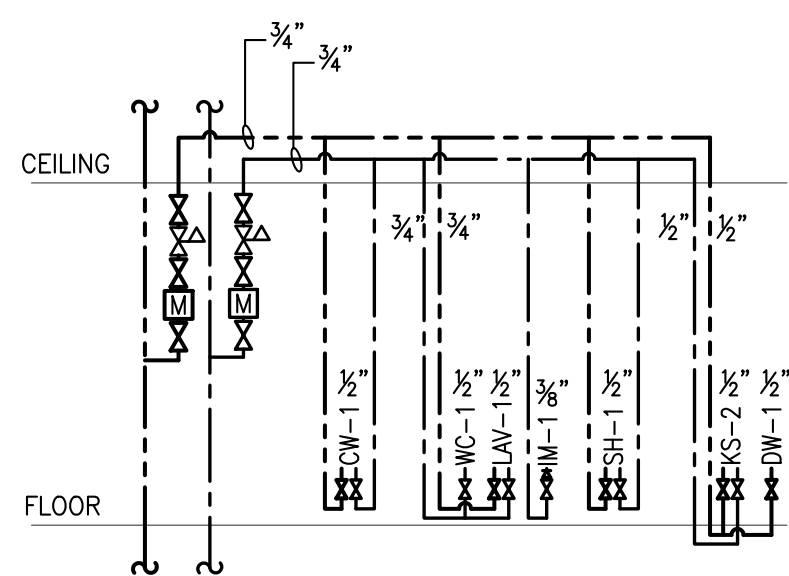 ¾"
¾"
CEILING
¾" ¾" ½" ½"
M M
½" ½" ½" ⅜" ½" ½" ½"
CW-1 WC-1 LAV-1 IM-1 SH-1 KS-2 DW-1
FLOOR